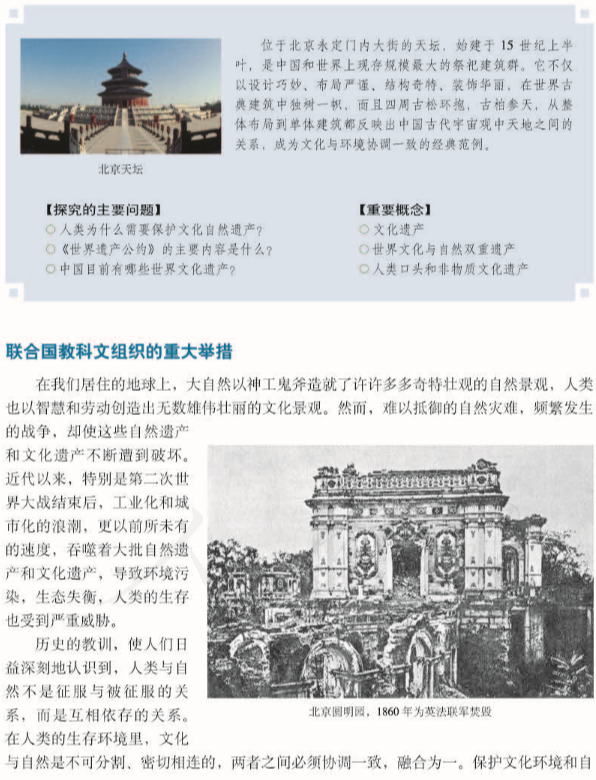 位于北京永定门内大街的天坛，始建于 15 世纪上半
叶，是中国和世界上现存规模最大的祭祀建筑群。它不仅
以设计巧妙、布局严谨、结构奇特、装饰华丽，在世界古
典建筑中独树一帜，而且四周古松环抱，古柏参天，从整
体布局到单体建筑都反映出中国古代宇宙观中天地之间的
关系，成为文化与环境协调一致的经典范例。
北京天坛
【探究的主要问题】
○ 人类为什么需要保护文化自然遗产？
○ 《世界遗产公约》的主要内容是什么？
○ 中国目前有哪些世界文化遗产？
【重要概念】
○ 文化遗产
○ 世界文化与自然双重遗产
○ 人类口头和非物质文化遗产
联合国教科文组织的重大举措
在我们居住的地球上，大自然以神工鬼斧造就了许许多多奇特壮观的自然景观，人类
也以智慧和劳动创造出无数雄伟壮丽的文化景观。然而，难以抵御的自然灾难，频繁发生
的战争，却使这些自然遗产
和文化遗产不断遭到破坏。
近代以来，特别是第二次世
界大战结束后，工业化和城
市化的浪潮，更以前所未有
的速度，吞噬着大批自然遗
产和文化遗产，导致环境污
染，生态失衡，人类的生存
也受到严重威胁。
历史的教训，使人们日
益深刻地认识到，人类与自
然不是征服与被征服的关
系，而是互相依存的关系。
在人类的生存环境里，文化
与自然是不可分割、密切相连的，两者之间必须协调一致，融合为一。保护文化环境和自
北京圆明园，1860 年为英法联军焚毁